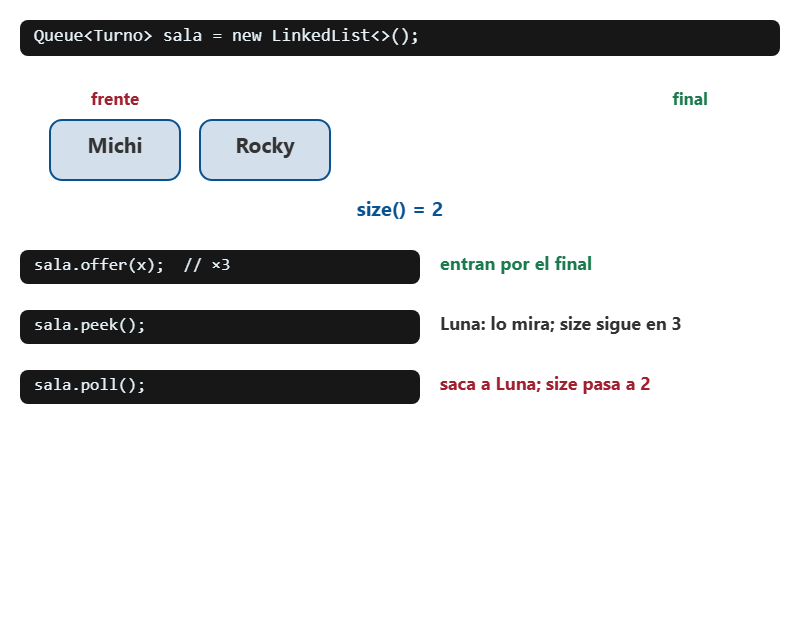 Queue<Turno> sala = new LinkedList<>();
frente
final
Michi
Rocky
size() = 2
sala.offer(x);  // ×3
entran por el final
sala.peek();
Luna: lo mira; size sigue en 3
sala.poll();
saca a Luna; size pasa a 2